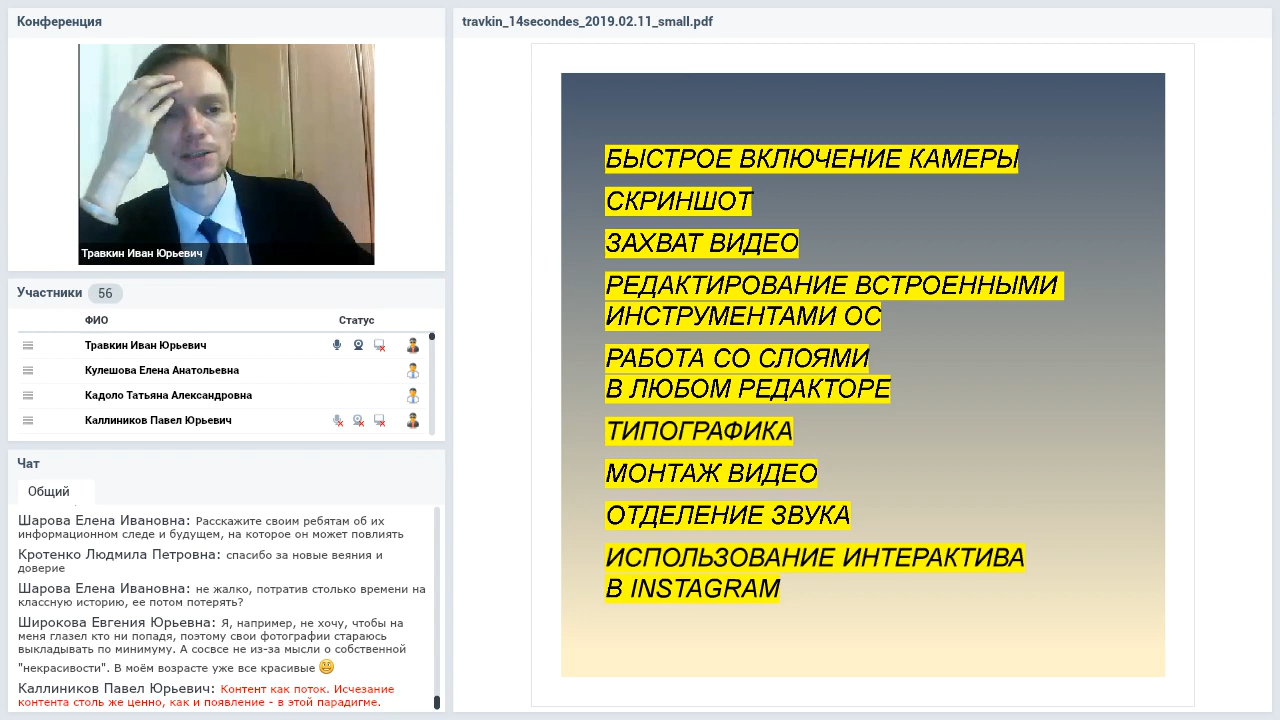 Конференция
Травкин Иван Юрьевич
Участники 56
ФИО Статус
Травкин Иван Юрьевич
Кулешова Елена Анатольевна
Кадоло Татьяна Александровна
Каллиников Павел Юрьевич
Чат
Общий
Шарова Елена Ивановна: Расскажите своим ребятам об их
информационном следе и будущем, на которое он может повлиять
Кротенко Людмила Петровна: спасибо за новые веяния и
доверие
Шарова Елена Ивановна: не жалко, потратив столько времени на
классную историю, ее потом потерять?
Широкова Евгения Юрьевна: Я, например, не хочу, чтобы на
меня глазел кто ни попадя, поэтому свои фотографии стараюсь
выкладывать по минимуму. А сосвсе не из-за мысли о собственной
"некрасивости". В моём возрасте уже все красивые
Каллиников Павел Юрьевич: Контент как поток. Исчезание
контента столь же ценно, как и появление - в этой парадигме.
travkin_14secondes_2019.02.11_small.pdf
БЫСТРОЕ ВКЛЮЧЕНИЕ КАМЕРЫ
СКРИНШОТ
ЗАХВАТ ВИДЕО
РЕДАКТИРОВАНИЕ ВСТРОЕННЫМИ
ИНСТРУМЕНТАМИ ОС
РАБОТА СО СЛОЯМИ
В ЛЮБОМ РЕДАКТОРЕ
ТИПОГРАФИКА
МОНТАЖ ВИДЕО
ОТДЕЛЕНИЕ ЗВУКА
ИСПОЛЬЗОВАНИЕ ИНТЕРАКТИВА
В INSTAGRAM